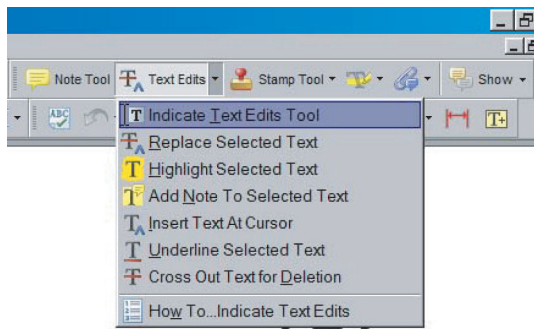 Note Tool Text Edits Stamp Tool Show
ABC T+
Indicate Text Edits Tool
Replace Selected Text
Highlight Selected Text
Add Note To Selected Text
Insert Text At Cursor
Underline Selected Text
Cross Out Text for Deletion
How To...Indicate Text Edits